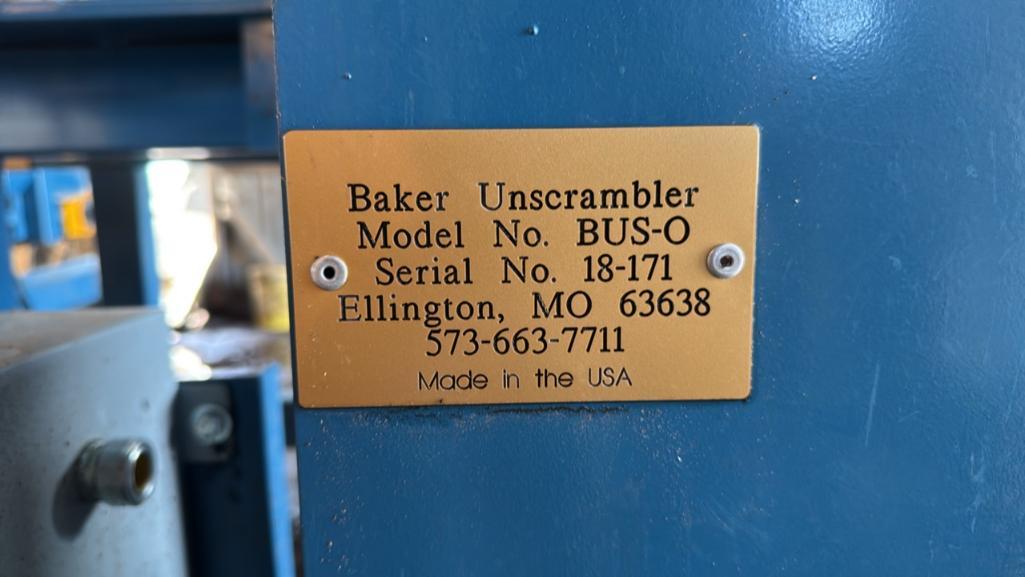 Baker Unscrambler
Model No. BUS-O
Serial No. 18-171
Ellington, MO 63638
573-663-7711
Made in the USA